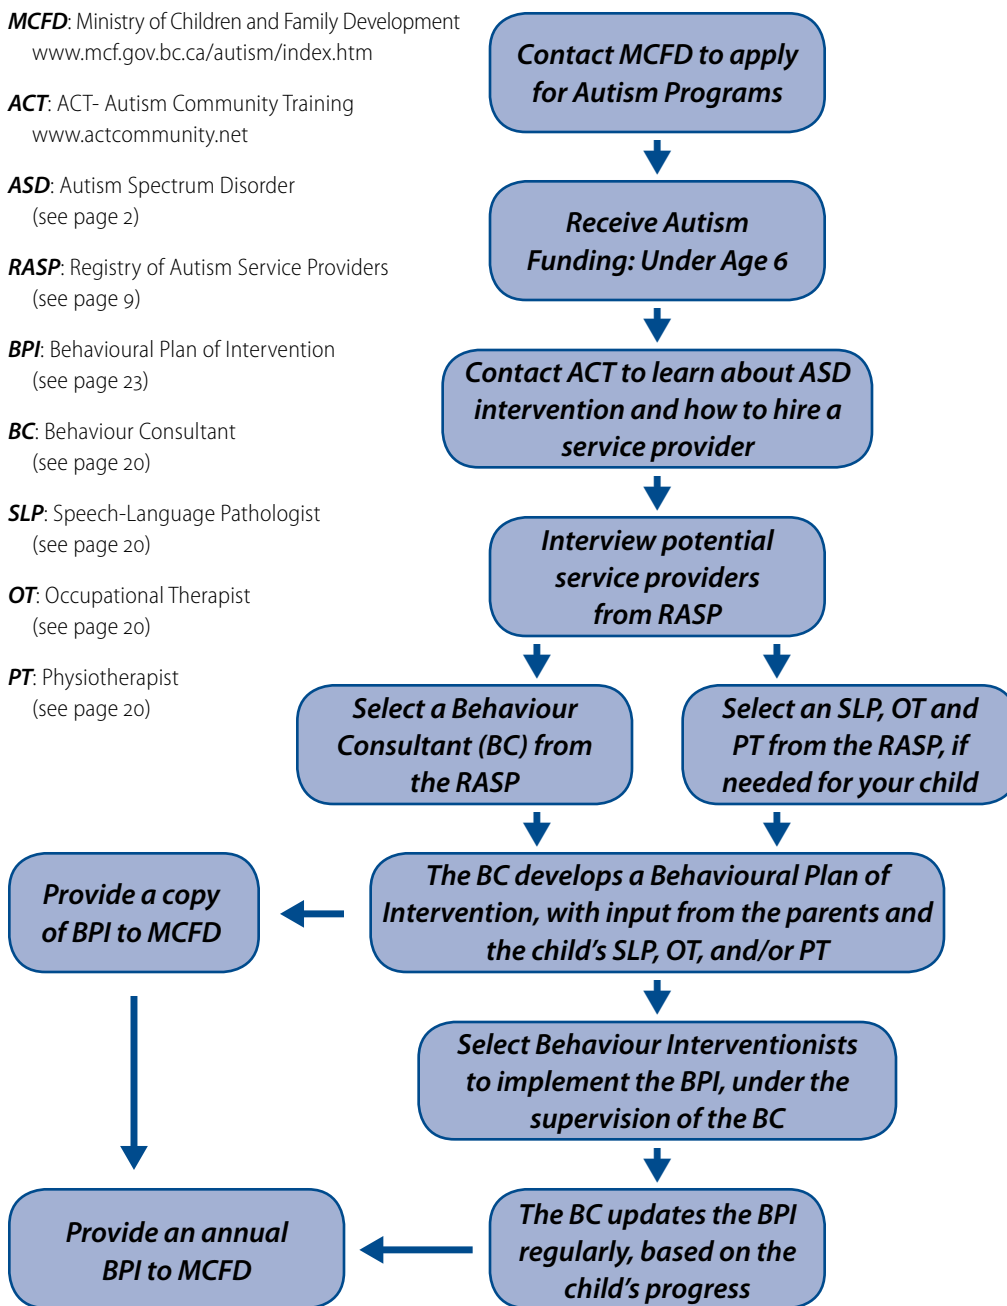 MCFD: Ministry of Children and Family Development
www.mcf.gov.bc.ca/autism/index.htm
ACT: ACT- Autism Community Training
www.actcommunity.net
ASD: Autism Spectrum Disorder
(see page 2)
RASP: Registry of Autism Service Providers
(see page 9)
BPI: Behavioural Plan of Intervention
(see page 23)
BC: Behaviour Consultant
(see page 20)
SLP: Speech-Language Pathologist
(see page 20)
OT: Occupational Therapist
(see page 20)
PT: Physiotherapist
(see page 20)
Contact MCFD to apply
for Autism Programs
Receive Autism
Funding: Under Age 6
Contact ACT to learn about ASD
intervention and how to hire a
service provider
Interview potential
service providers
from RASP
Select a Behaviour
Consultant (BC) from
the RASP
Select an SLP, OT and
PT from the RASP, if
needed for your child
The BC develops a Behavioural Plan of
Intervention, with input from the parents and
the child's SLP, OT, and/or PT
Provide a copy
of BPI to MCFD
Select Behaviour Interventionists
to implement the BPI, under the
supervision of the BC
The BC updates the BPI
regularly, based on the
child's progress
Provide an annual
BPI to MCFD